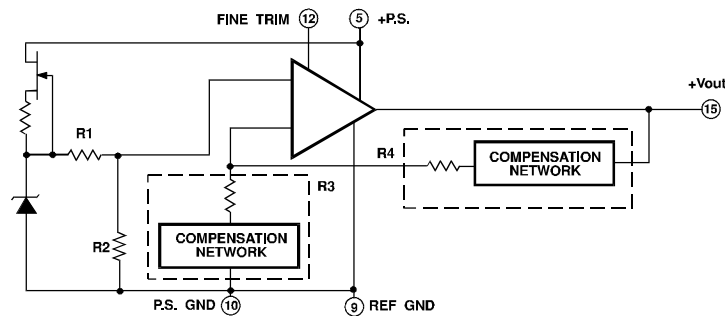 FINE TRIM 12
5 +P.S.
+Vout
15
R1
R4
COMPENSATION
NETWORK
R3
COMPENSATION
NETWORK
R2
P.S. GND 10
9 REF GND